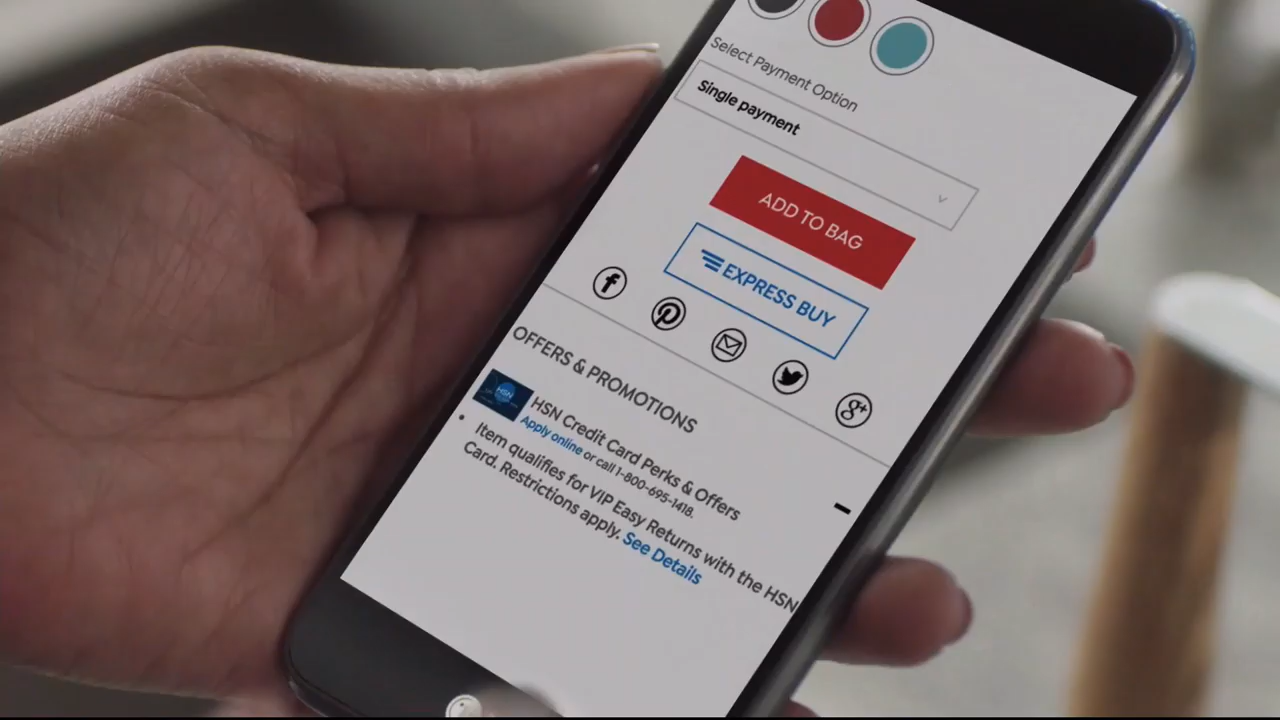 Select Payment Option
Single payment
ADD TO BAG
EXPRESS BUY
f
g+
OFFERS & PROMOTIONS
HSN
HSN Credit Card Perks & Offers
Apply online or call 1-800-695-1418.
Item qualifies for VIP Easy Returns with the HSN
Card. Restrictions apply. See Details